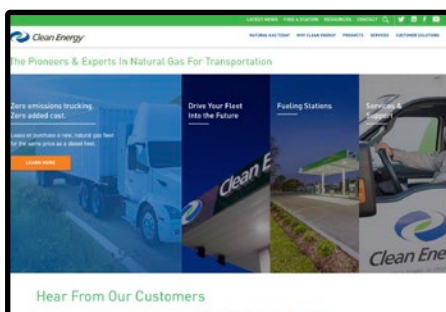 LATEST NEWS FIND A STATION RESOURCES CONTACT
Clean Energy
NATURAL GAS TODAY WHY CLEAN ENERGY PRODUCTS SERVICES CUSTOMER SOLUTIONS
The Pioneers & Experts In Natural Gas For Transportation
Zero emissions trucking.
Zero added cost.
Lease or purchase a new, natural gas fleet
for the same price as a diesel fleet.
LEARN MORE
Drive Your Fleet
Into the Future
Clean E
Fueling Stations
Services &
Support
Clean Ener
Hear From Our Customers